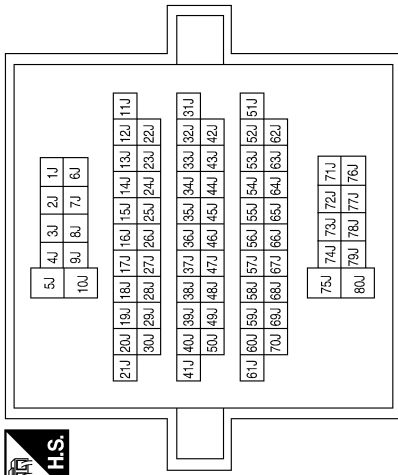 H.S.
5J 4J 3J 2J 1J
10J 9J 8J 7J 6J
21J 20J 19J 18J 17J 16J 15J 14J 13J 12J 11J
30J 29J 28J 27J 26J 25J 24J 23J 22J
41J 40J 39J 38J 37J 36J 35J 34J 33J 32J 31J
50J 49J 48J 47J 46J 45J 44J 43J 42J
61J 60J 59J 58J 57J 56J 55J 54J 53J 52J 51J
70J 69J 68J 67J 66J 65J 64J 63J 62J
75J 74J 73J 72J 71J
80J 79J 78J 77J 76J